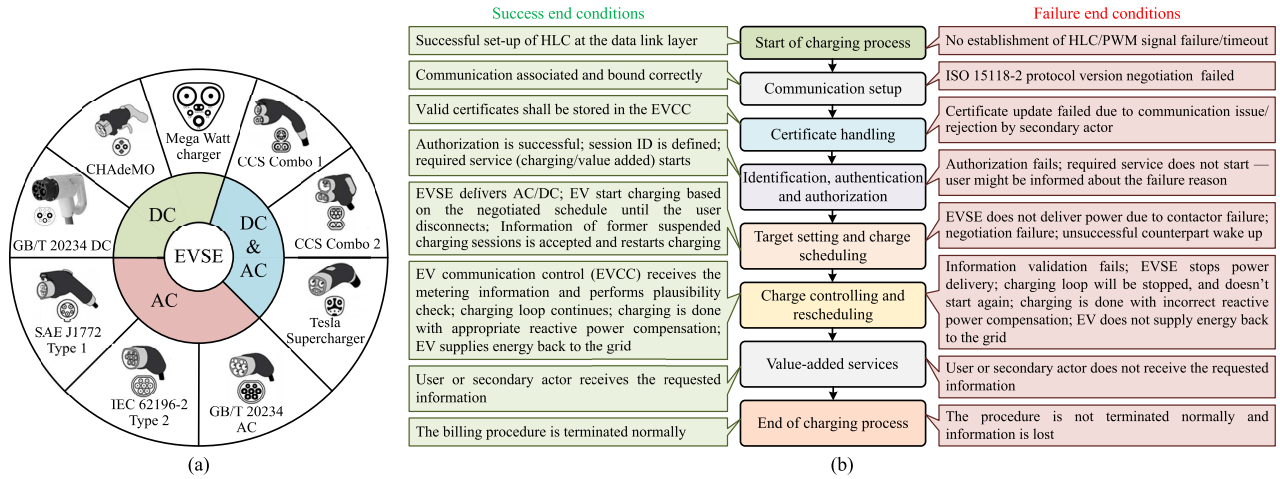 Mega Watt
charger
CCS Combo 1
CCS Combo 2
Tesla
Supercharger
GB/T 20234
AC
IEC 62196-2
Type 2
SAE J1772
Type 1
GB/T 20234 DC
CHAdeMO
DC
DC
&
AC
AC
EVSE
(a)
Success end conditions
Failure end conditions
Successful set-up of HLC at the data link layer
Start of charging process
No establishment of HLC/PWM signal failure/timeout
Communication associated and bound correctly
Communication setup
ISO 15118-2 protocol version negotiation failed
Valid certificates shall be stored in the EVCC
Certificate handling
Certificate update failed due to communication issue/
rejection by secondary actor
Authorization is successful; session ID is defined;
required service (charging/value added) starts
Identification, authentication
and authorization
Authorization fails; required service does not start —
user might be informed about the failure reason
EVSE delivers AC/DC; EV start charging based
on the negotiated schedule until the user
disconnects; Information of former suspended
charging sessions is accepted and restarts charging
Target setting and charge
scheduling
EVSE does not deliver power due to contactor failure;
negotiation failure; unsuccessful counterpart wake up
EV communication control (EVCC) receives the
metering information and performs plausibility
check; charging loop continues; charging is done
with appropriate reactive power compensation;
EV supplies energy back to the grid
Charge controlling and
rescheduling
Information validation fails; EVSE stops power
delivery; charging loop will be stopped, and doesn’t
start again; charging is done with incorrect reactive
power compensation; EV does not supply energy back
to the grid
User or secondary actor receives the requested
information
Value-added services
User or secondary actor does not receive the requested
information
The billing procedure is terminated normally
End of charging process
The procedure is not terminated normally and
information is lost
(b)